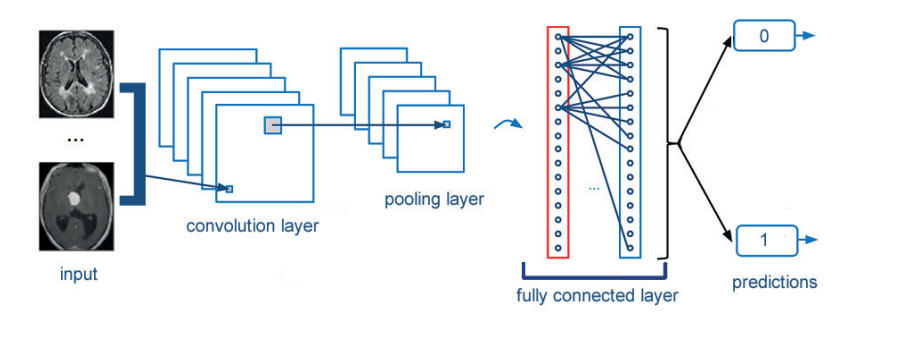 ...
input
convolution layer
pooling layer
...
fully connected layer
0
1
predictions